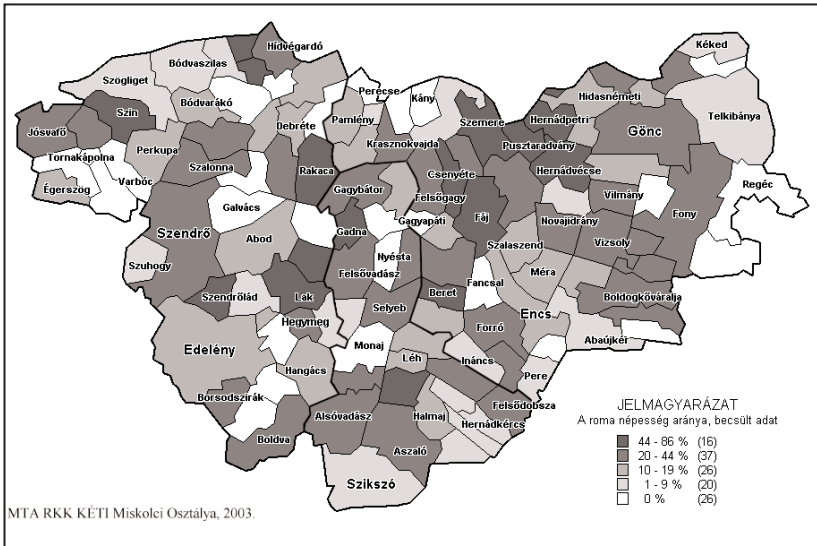 Hídvégardó
Kéked
Bódvaszilas
Szögliget
Perecse
Kány
Hidasnémeti
Telkibánya
Bódvarákó
Szin
Pamlény
Szemere
Hernádpetri
Gönc
Jósvafő
Debréte
Krasznokvajda
Pusztaradvány
Perkupa
Tornakápolna
Szalonna
Rakaca
Csenyéte
Hernádvécse
Varbóc
Gagybátor
Felsőgagy
Vilmány
Regéc
Égerszög
Galvács
Gagyapáti
Fáj
Novajidrány
Fony
Szendrő
Abod
Gadna
Szalaszend
Vizsoly
Szuhogy
Nyésta
Felsővadász
Méra
Fancsal
Szendrőlád
Lak
Beret
Boldogkőváralja
Selyeb
Encs
Hegymeg
Forró
Abaújkér
Edelény
Monaj
Léh
Ináncs
Hangács
Pere
Borsodszirák
Alsóvadász
Halmaj
Felsődobsza
Hernádkércs
Boldva
Aszaló
Szikszó
JELMAGYARÁZAT
A roma népesség aránya, becsült adat
44 - 86 % (16)
20 - 44 % (37)
10 - 19 % (26)
1 - 9 % (20)
0 % (26)
MTA RKK KÉTI Miskolci Osztálya, 2003.